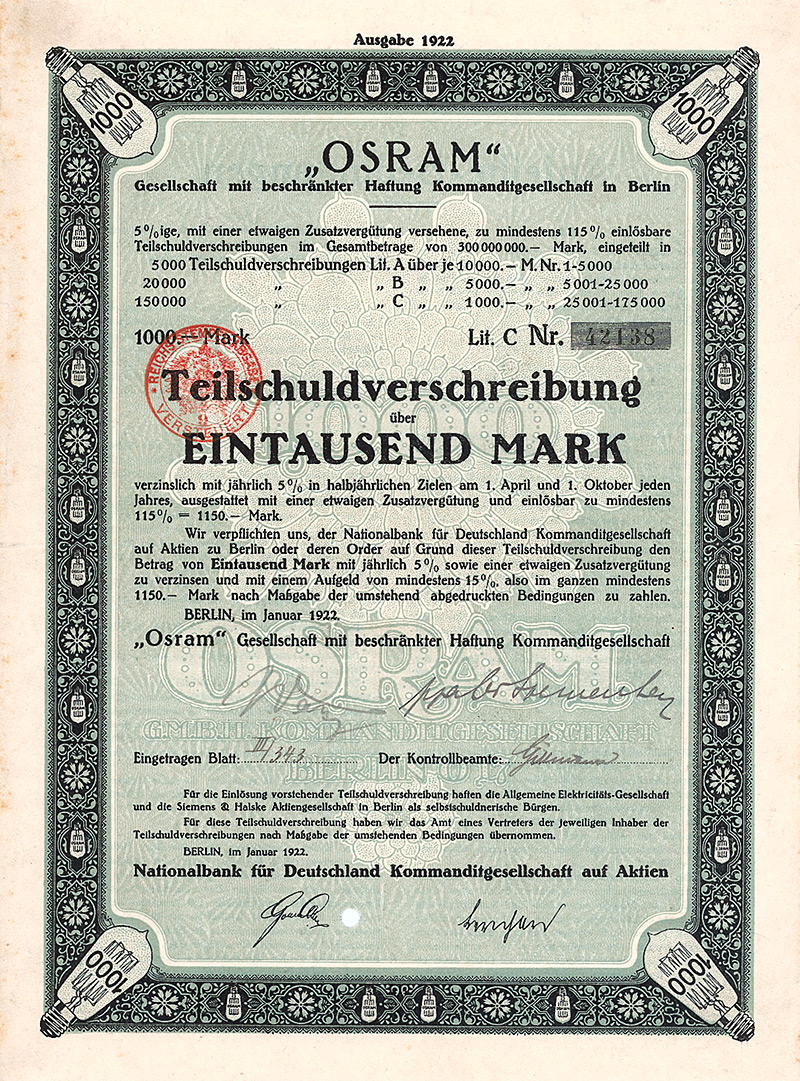 Ausgabe 1922
1000
1000
„OSRAM“
Gesellschaft mit beschränkter Haftung Kommanditgesellschaft in Berlin
5%ige, mit einer etwaigen Zusatzvergütung versehene, zu mindestens 115% einlösbare
Teilschuldverschreibungen im Gesamtbetrage von 300000000.– Mark, eingeteilt in
5000 Teilschuldverschreibungen Lit. A über je 10000.– M. Nr. 1-5000
20000 „ „ B „ „ 5000.– „ „ 5001-25000
150000 „ „ C „ „ 1000.– „ „ 25001-175000
1000.– Mark Lit. C Nr. 42138
VERSTEUERT
Teilschuldverschreibung
über
EINTAUSEND MARK
verzinslich mit jährlich 5% in halbjährlichen Zielen am 1. April und 1. Oktober jeden
Jahres, ausgestattet mit einer etwaigen Zusatzvergütung und einlösbar zu mindestens
115% = 1150.– Mark.
Wir verpflichten uns, der Nationalbank für Deutschland Kommanditgesellschaft
auf Aktien zu Berlin oder deren Order auf Grund dieser Teilschuldverschreibung den
Betrag von Eintausend Mark mit jährlich 5% sowie einer etwaigen Zusatzvergütung
zu verzinsen und mit einem Aufgeld von mindestens 15%, also im ganzen mindestens
1150.– Mark nach Maßgabe der umstehend abgedruckten Bedingungen zu zahlen.
BERLIN, im Januar 1922.
„Osram“ Gesellschaft mit beschränkter Haftung Kommanditgesellschaft
OSRAM
G.M.B.H. KOMMANDITGESELLSCHAFT
BERLIN O 17
Eingetragen Blatt: III/343 Der Kontrollbeamte:
Für die Einlösung vorstehender Teilschuldverschreibung haften die Allgemeine Elektricitäts-Gesellschaft
und die Siemens & Halske Aktiengesellschaft in Berlin als selbstschuldnerische Bürgen.
Für diese Teilschuldverschreibung haben wir das Amt eines Vertreters der jeweiligen Inhaber der
Teilschuldverschreibungen nach Maßgabe der umstehenden Bedingungen übernommen.
BERLIN, im Januar 1922.
Nationalbank für Deutschland Kommanditgesellschaft auf Aktien
1000
1000